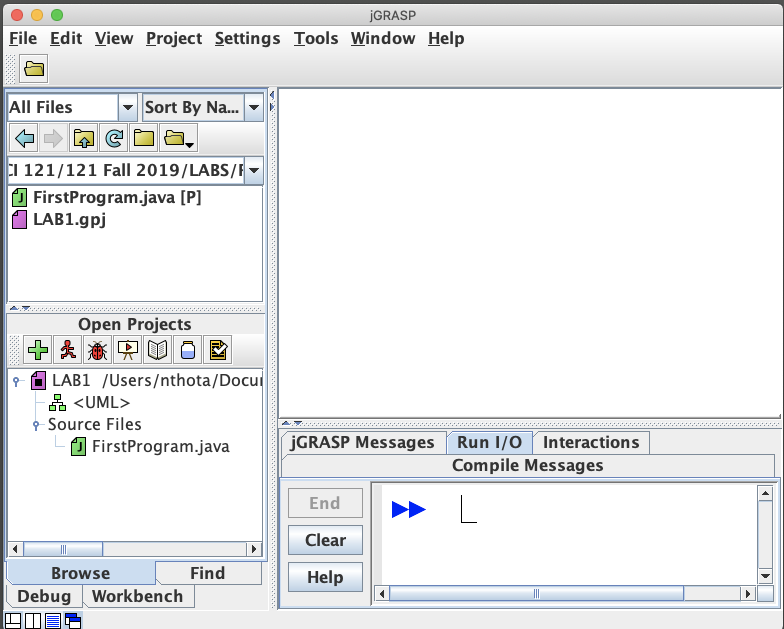 jGRASP
File Edit View Project Settings Tools Window Help
All Files Sort By Na...
CI 121/121 Fall 2019/LABS/F
FirstProgram.java [P]
LAB1.gpj
Open Projects
LAB1 /Users/nthota/Docu
<UML>
Source Files
FirstProgram.java
Browse Find
Debug Workbench
jGRASP Messages Run I/O Interactions
Compile Messages
End
Clear
Help